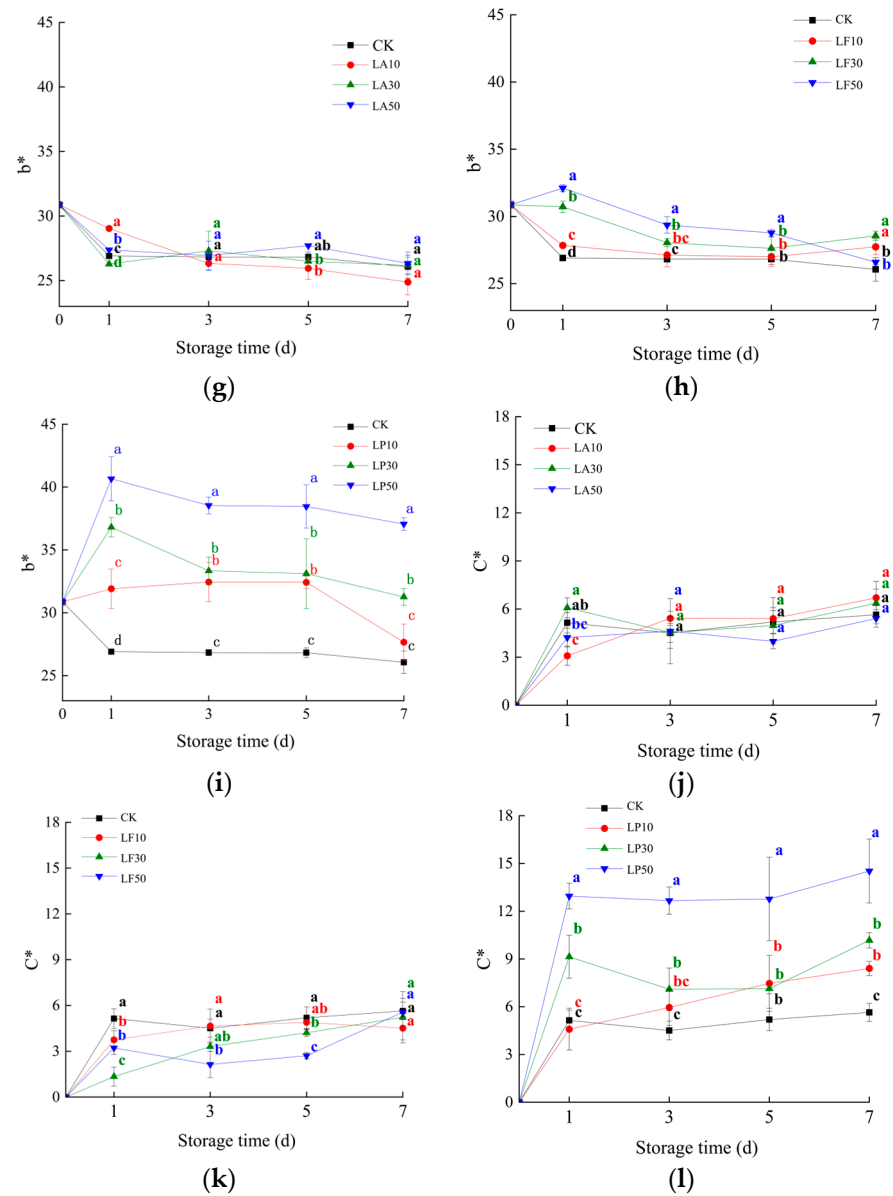 45
40
35
30
25
b*
CK
LA10
LA30
LA50
a
b
c
d
a
a
a
a
a
ab
b
b
a
a
a
a
0
1
3
5
7
Storage time (d)
(g)
45
40
35
30
25
b*
CK
LF10
LF30
LF50
a
b
c
d
a
b
bc
c
a
b
b
b
a
a
b
b
0
1
3
5
7
Storage time (d)
(h)
45
40
35
30
25
b*
CK
LP10
LP30
LP50
a
b
c
d
a
b
b
c
a
b
b
c
a
b
c
c
0
1
3
5
7
Storage time (d)
(i)
18
15
12
9
6
3
0
C*
CK
LA10
LA30
LA50
a
ab
bc
c
a
a
a
a
a
a
a
a
a
a
a
a
1
3
5
7
Storage time (d)
(j)
18
15
12
9
6
3
0
C*
CK
LF10
LF30
LF50
a
b
b
c
a
a
ab
b
a
ab
b
c
a
a
a
a
1
3
5
7
Storage time (d)
(k)
18
15
12
9
6
3
0
C*
CK
LP10
LP30
LP50
a
b
c
c
a
b
bc
c
a
b
b
b
a
b
b
c
1
3
5
7
Storage time (d)
(l)